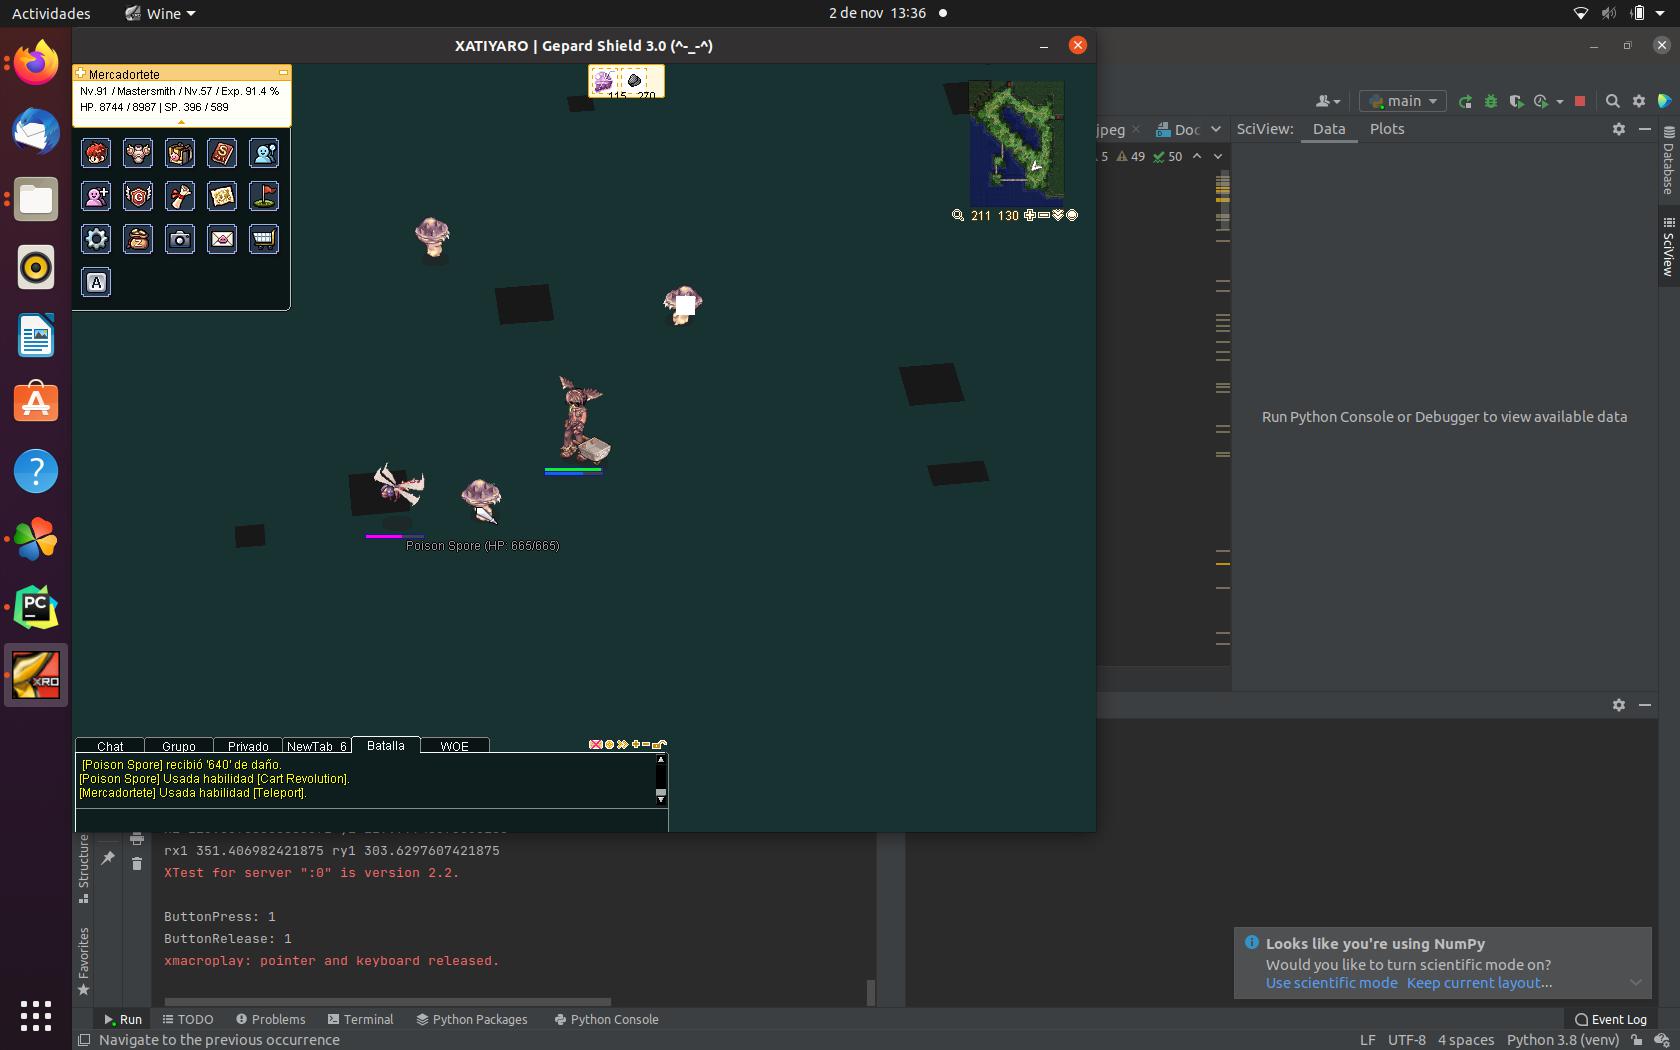 Actividades
Wine
2 de nov 13:36
XATIYARO | Gepard Shield 3.0 (^-_-^)
Mercadortete
Nv.91 / Mastersmith / Nv.57 / Exp. 91.4 %
HP. 8744 / 8987 | SP. 396 / 589
115 270
211 130
main
jpeg
Doc
SciView:
Data
Plots
5
49
50
Database
SciView
Run Python Console or Debugger to view available data
Poison Spore (HP: 665/665)
A
PC
XRO
Chat
Grupo
Privado
NewTab_6
Batalla
WOE
[Poison Spore] recibió '640' de daño.
[Poison Spore] Usada habilidad [Cart Revolution].
[Mercadortete] Usada habilidad [Teleport].
rx1 351.406982421875 ry1 303.6297607421875
XTest for server ":0" is version 2.2.
ButtonPress: 1
ButtonRelease: 1
xmacroplay: pointer and keyboard released.
Structure
Favorites
Looks like you're using NumPy
Would you like to turn scientific mode on?
Use scientific mode Keep current layout...
Run
TODO
Problems
Terminal
Python Packages
Python Console
Event Log
Navigate to the previous occurrence
LF UTF-8 4 spaces Python 3.8 (venv)